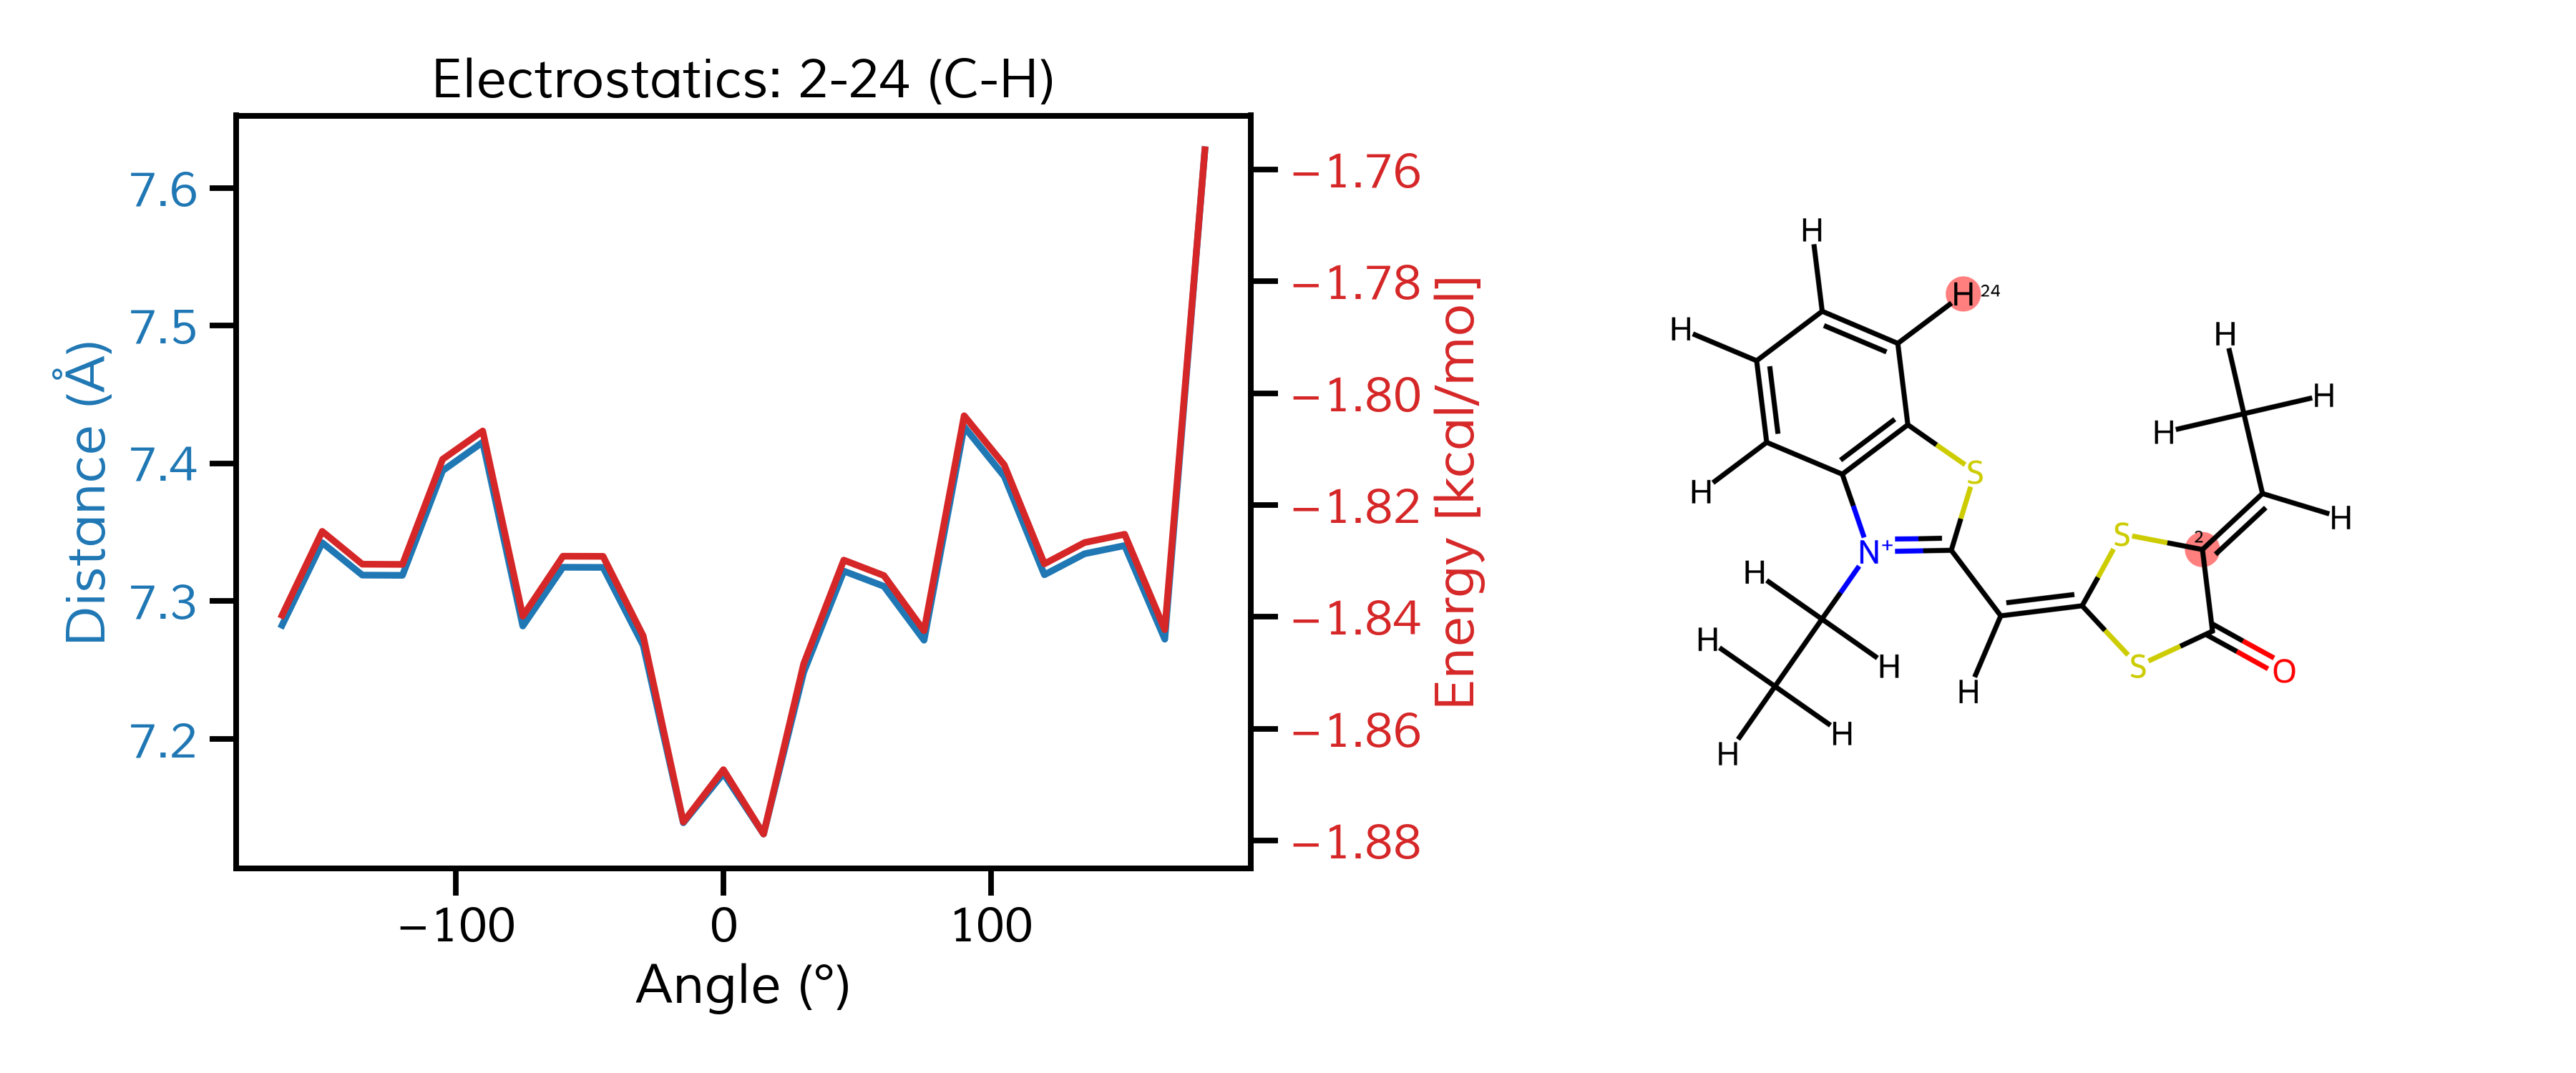 Electrostatics: 2-24 (C-H)
Distance (Å)
7.6
7.5
7.4
7.3
7.2
−1.76
−1.78
−1.80
−1.82
−1.84
−1.86
−1.88
Energy [kcal/mol]
−100
0
100
Angle (°)
H
H 24
H
H
H
H
H
H
S
H
S
2
N+
H
H
H
S
O
H
H
H